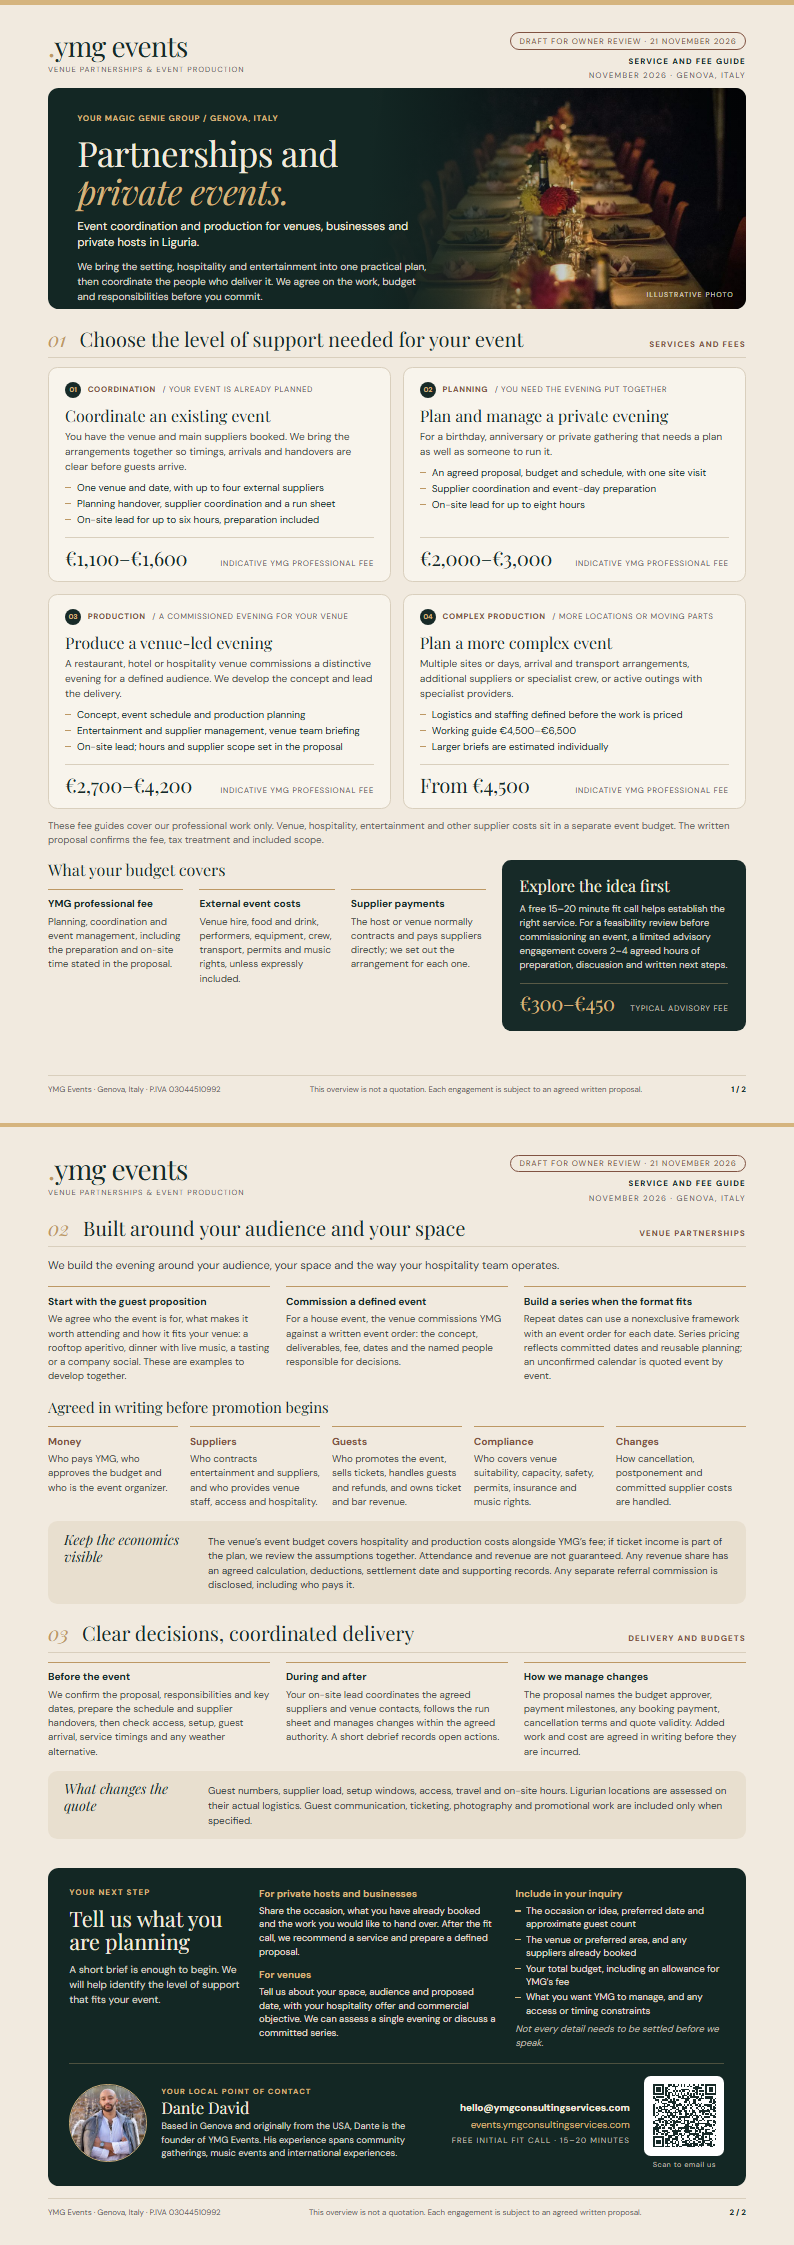 .ymg events
VENUE PARTNERSHIPS & EVENT PRODUCTION
DRAFT FOR OWNER REVIEW · 21 NOVEMBER 2026
SERVICE AND FEE GUIDE
NOVEMBER 2026 · GENOVA, ITALY
YOUR MAGIC GENIE GROUP / GENOVA, ITALY
Partnerships and
private events.
Event coordination and production for venues, businesses and
private hosts in Liguria.
We bring the setting, hospitality and entertainment into one practical plan,
then coordinate the people who deliver it. We agree on the work, budget
and responsibilities before you commit.
ILLUSTRATIVE PHOTO
01 Choose the level of support needed for your event
SERVICES AND FEES
01 COORDINATION / YOUR EVENT IS ALREADY PLANNED
Coordinate an existing event
You have the venue and main suppliers booked. We bring the
arrangements together so timings, arrivals and handovers are
clear before guests arrive.
– One venue and date, with up to four external suppliers
– Planning handover, supplier coordination and a run sheet
– On-site lead for up to six hours, preparation included
€1,100–€1,600 INDICATIVE YMG PROFESSIONAL FEE
02 PLANNING / YOU NEED THE EVENING PUT TOGETHER
Plan and manage a private evening
For a birthday, anniversary or private gathering that needs a plan
as well as someone to run it.
– An agreed proposal, budget and schedule, with one site visit
– Supplier coordination and event-day preparation
– On-site lead for up to eight hours
€2,000–€3,000 INDICATIVE YMG PROFESSIONAL FEE
03 PRODUCTION / A COMMISSIONED EVENING FOR YOUR VENUE
Produce a venue-led evening
A restaurant, hotel or hospitality venue commissions a distinctive
evening for a defined audience. We develop the concept and lead
the delivery.
– Concept, event schedule and production planning
– Entertainment and supplier management, venue team briefing
– On-site lead; hours and supplier scope set in the proposal
€2,700–€4,200 INDICATIVE YMG PROFESSIONAL FEE
04 COMPLEX PRODUCTION / MORE LOCATIONS OR MOVING PARTS
Plan a more complex event
Multiple sites or days, arrival and transport arrangements,
additional suppliers or specialist crew, or active outings with
specialist providers.
– Logistics and staffing defined before the work is priced
– Working guide €4,500–€6,500
– Larger briefs are estimated individually
From €4,500 INDICATIVE YMG PROFESSIONAL FEE
These fee guides cover our professional work only. Venue, hospitality, entertainment and other supplier costs sit in a separate event budget. The written
proposal confirms the fee, tax treatment and included scope.
What your budget covers
YMG professional fee
Planning, coordination and
event management, including
the preparation and on-site
time stated in the proposal.
External event costs
Venue hire, food and drink,
performers, equipment, crew,
transport, permits and music
rights, unless expressly
included.
Supplier payments
The host or venue normally
contracts and pays suppliers
directly; we set out the
arrangement for each one.
Explore the idea first
A free 15–20 minute fit call helps establish the
right service. For a feasibility review before
commissioning an event, a limited advisory
engagement covers 2–4 agreed hours of
preparation, discussion and written next steps.
€300–€450 TYPICAL ADVISORY FEE
YMG Events · Genova, Italy · P.IVA 03044510992
This overview is not a quotation. Each engagement is subject to an agreed written proposal.
1 / 2
.ymg events
VENUE PARTNERSHIPS & EVENT PRODUCTION
DRAFT FOR OWNER REVIEW · 21 NOVEMBER 2026
SERVICE AND FEE GUIDE
NOVEMBER 2026 · GENOVA, ITALY
02 Built around your audience and your space
VENUE PARTNERSHIPS
We build the evening around your audience, your space and the way your hospitality team operates.
Start with the guest proposition
We agree who the event is for, what makes it
worth attending and how it fits your venue: a
rooftop aperitivo, dinner with live music, a tasting
or a company social. These are examples to
develop together.
Commission a defined event
For a house event, the venue commissions YMG
against a written event order: the concept,
deliverables, fee, dates and the named people
responsible for decisions.
Build a series when the format fits
Repeat dates can use a nonexclusive framework
with an event order for each date. Series pricing
reflects committed dates and reusable planning;
an unconfirmed calendar is quoted event by
event.
Agreed in writing before promotion begins
Money
Who pays YMG, who
approves the budget and
who is the event organizer.
Suppliers
Who contracts
entertainment and suppliers,
and who provides venue
staff, access and hospitality.
Guests
Who promotes the event,
sells tickets, handles guests
and refunds, and owns ticket
and bar revenue.
Compliance
Who covers venue
suitability, capacity, safety,
permits, insurance and
music rights.
Changes
How cancellation,
postponement and
committed supplier costs
are handled.
Keep the economics
visible
The venue's event budget covers hospitality and production costs alongside YMG's fee; if ticket income is part of
the plan, we review the assumptions together. Attendance and revenue are not guaranteed. Any revenue share has
an agreed calculation, deductions, settlement date and supporting records. Any separate referral commission is
disclosed, including who pays it.
03 Clear decisions, coordinated delivery
DELIVERY AND BUDGETS
Before the event
We confirm the proposal, responsibilities and key
dates, prepare the schedule and supplier
handovers, then check access, setup, guest
arrival, service timings and any weather
alternative.
During and after
Your on-site lead coordinates the agreed
suppliers and venue contacts, follows the run
sheet and manages changes within the agreed
authority. A short debrief records open actions.
How we manage changes
The proposal names the budget approver,
payment milestones, any booking payment,
cancellation terms and quote validity. Added
work and cost are agreed in writing before they
are incurred.
What changes the
quote
Guest numbers, supplier load, setup windows, access, travel and on-site hours. Ligurian locations are assessed on
their actual logistics. Guest communication, ticketing, photography and promotional work are included only when
specified.
YOUR NEXT STEP
Tell us what you
are planning
A short brief is enough to begin. We
will help identify the level of support
that fits your event.
For private hosts and businesses
Share the occasion, what you have already booked
and the work you would like to hand over. After the fit
call, we recommend a service and prepare a defined
proposal.
For venues
Tell us about your space, audience and proposed
date, with your hospitality offer and commercial
objective. We can assess a single evening or discuss a
committed series.
Include in your inquiry
– The occasion or idea, preferred date and
approximate guest count
– The venue or preferred area, and any
suppliers already booked
– Your total budget, including an allowance for
YMG's fee
– What you want YMG to manage, and any
access or timing constraints
Not every detail needs to be settled before we
speak.
YOUR LOCAL POINT OF CONTACT
Dante David
Based in Genova and originally from the USA, Dante is the
founder of YMG Events. His experience spans community
gatherings, music events and international experiences.
hello@ymgconsultingservices.com
events.ymgconsultingservices.com
FREE INITIAL FIT CALL · 15–20 MINUTES
Scan to email us
YMG Events · Genova, Italy · P.IVA 03044510992
This overview is not a quotation. Each engagement is subject to an agreed written proposal.
2 / 2